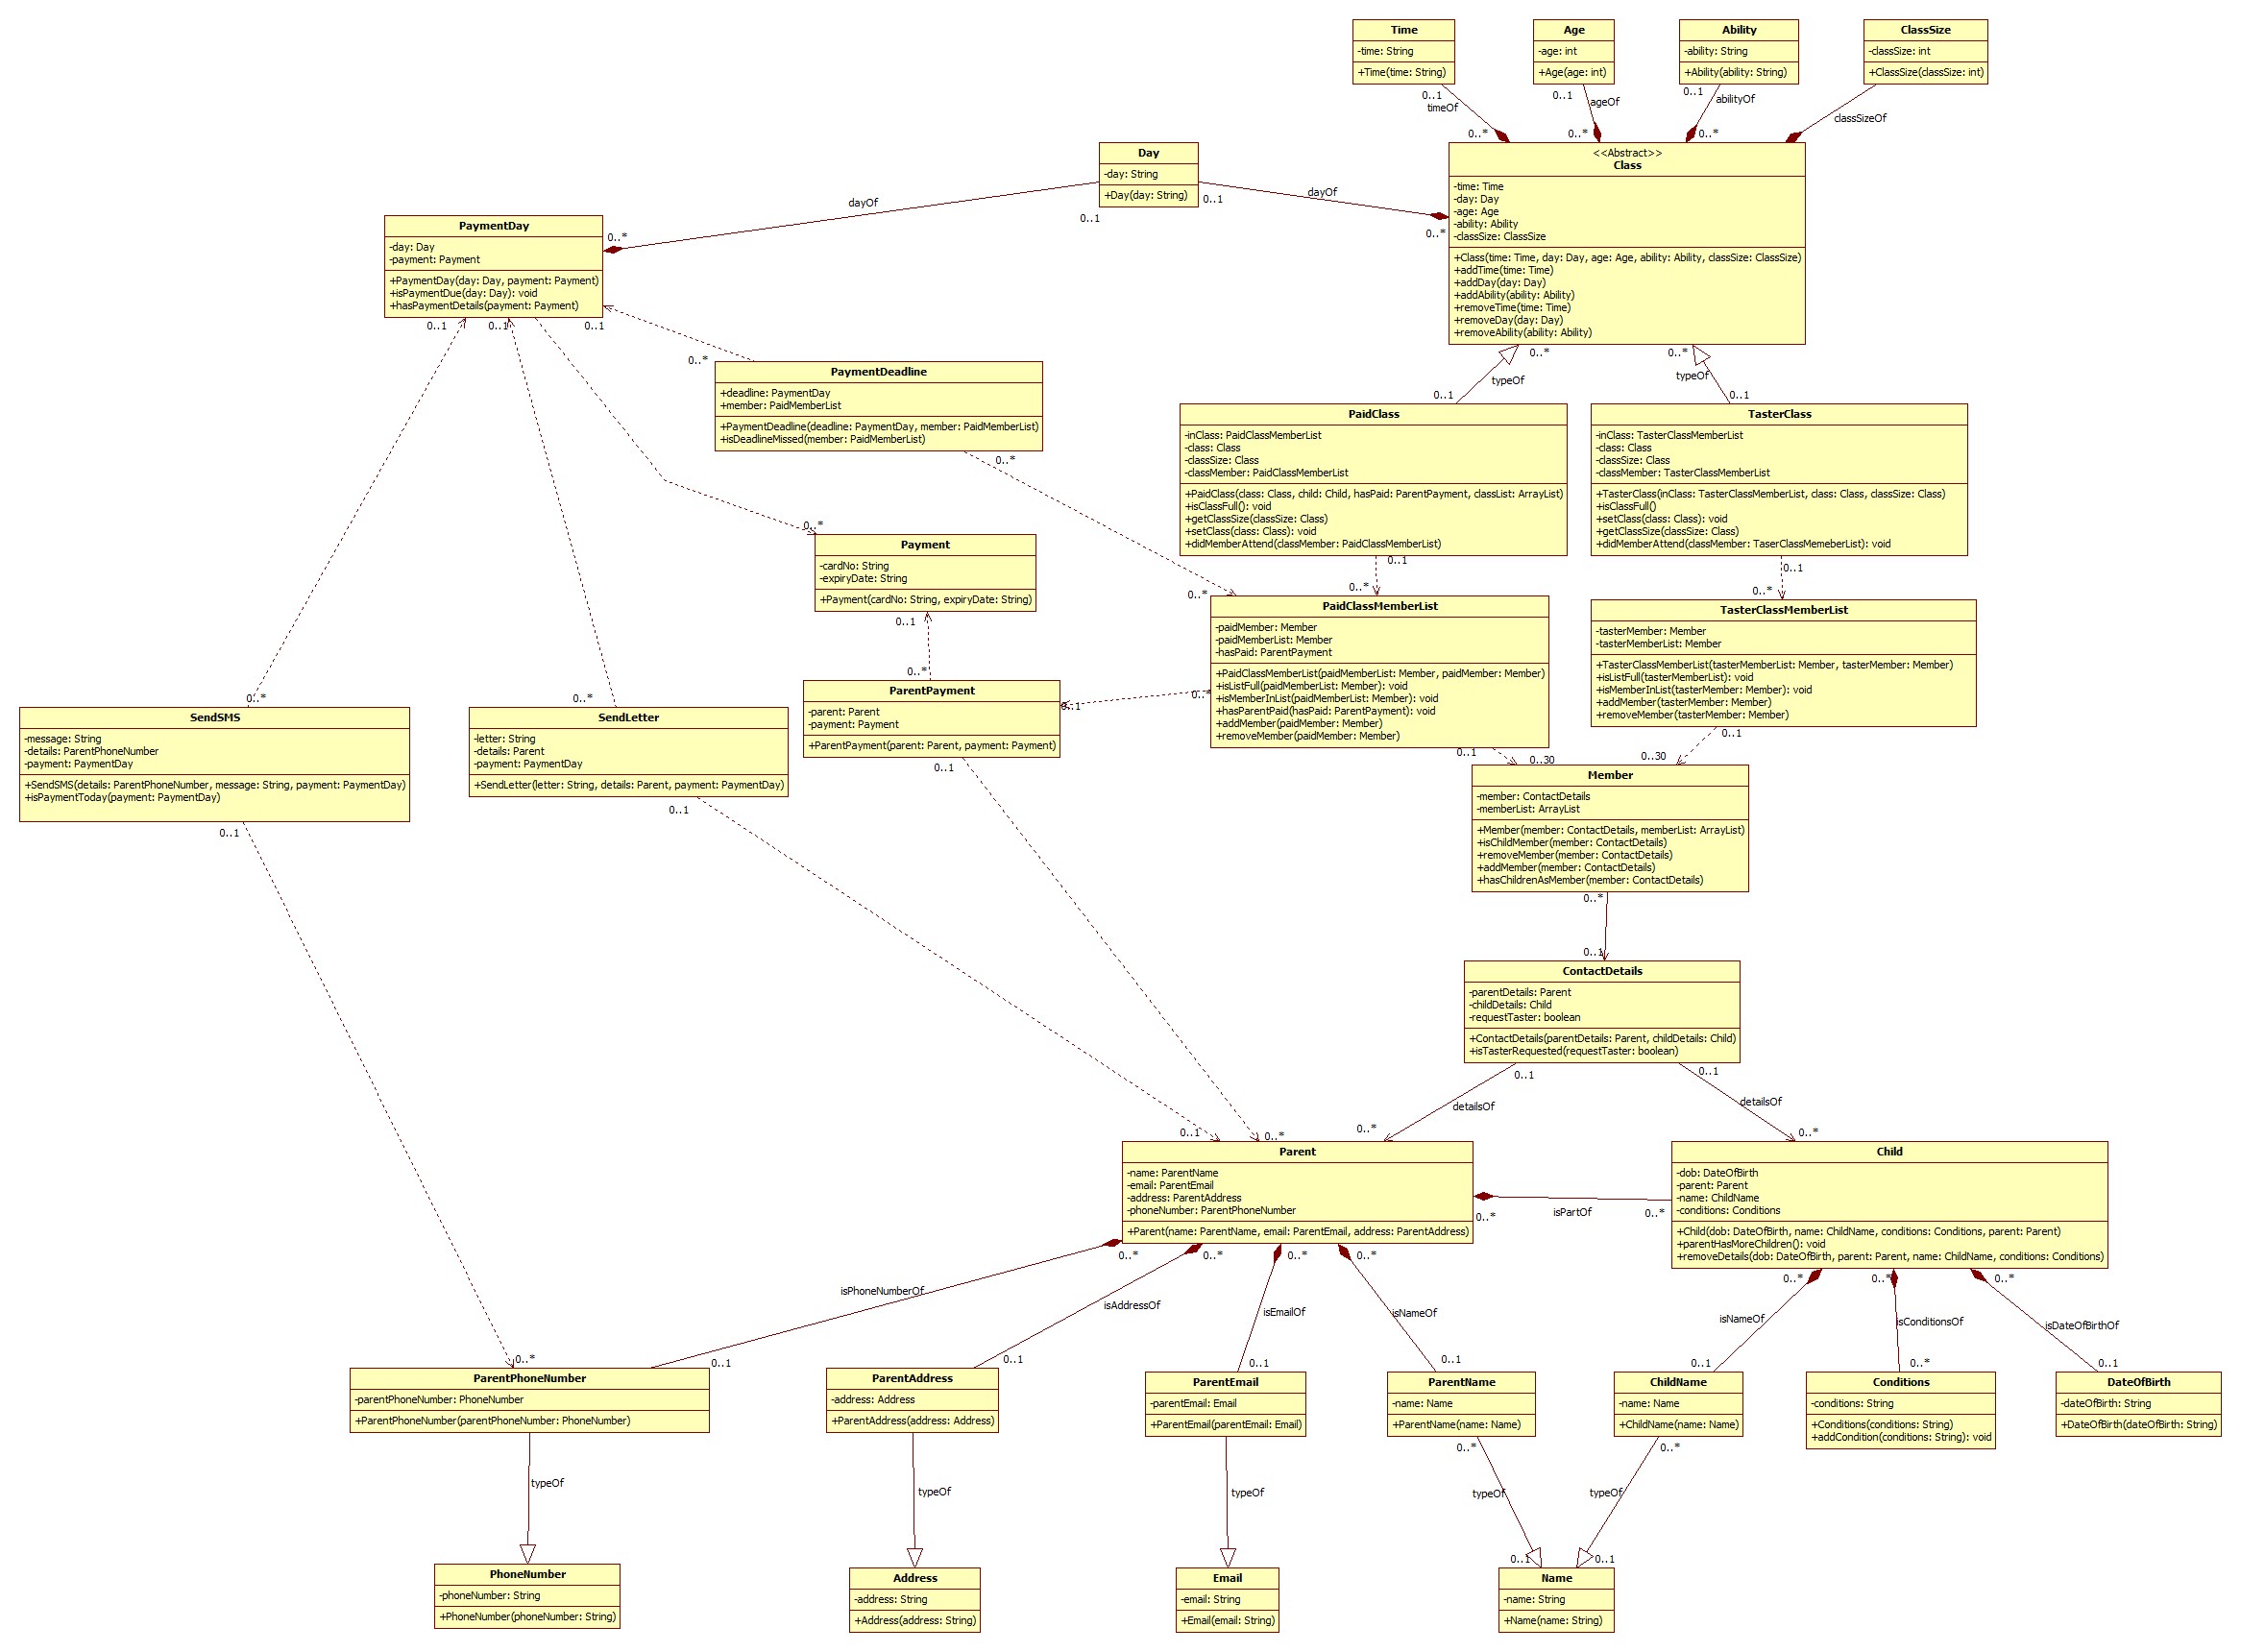 Time
-time: String
+Time(time: String)
Age
-age: int
+Age(age: int)
Ability
-ability: String
+Ability(ability: String)
ClassSize
-classSize: int
+ClassSize(classSize: int)
0..1
timeOf
0..*
0..1
ageOf
0..*
0..1
abilityOf
0..*
classSizeOf
Day
-day: String
+Day(day: String)
<<Abstract>>
Class
-time: Time
-day: Day
-age: Age
-ability: Ability
-classSize: ClassSize
+Class(time: Time, day: Day, age: Age, ability: Ability, classSize: ClassSize)
+addTime(time: Time)
+addDay(day: Day)
+addAbility(ability: Ability)
+removeTime(time: Time)
+removeDay(day: Day)
+removeAbility(ability: Ability)
dayOf
0..1
0..*
dayOf
0..1
0..*
PaymentDay
-day: Day
-payment: Payment
+PaymentDay(day: Day, payment: Payment)
+isPaymentDue(day: Day): void
+hasPaymentDetails(payment: Payment)
0..1
0..1
0..1
0..*
PaymentDeadline
+deadline: PaymentDay
+member: PaidMemberList
+PaymentDeadline(deadline: PaymentDay, member: PaidMemberList)
+isDeadlineMissed(member: PaidMemberList)
0..*
0..*
typeOf
0..1
0..*
typeOf
0..1
PaidClass
-inClass: PaidClassMemberList
-class: Class
-classSize: Class
-classMember: PaidClassMemberList
+PaidClass(class: Class, child: Child, hasPaid: ParentPayment, classList: ArrayList)
+isClassFull(): void
+getClassSize(classSize: Class)
+setClass(class: Class): void
+didMemberAttend(classMember: PaidClassMemberList)
TasterClass
-inClass: TasterClassMemberList
-class: Class
-classSize: Class
-classMember: TasterClassMemberList
+TasterClass(inClass: TasterClassMemberList, class: Class, classSize: Class)
+isClassFull()
+setClass(class: Class): void
+getClassSize(classSize: Class)
+didMemberAttend(classMember: TaserClassMemeberList): void
0..*
Payment
-cardNo: String
-expiryDate: String
+Payment(cardNo: String, expiryDate: String)
0..1
0..*
0..1
0..*
0..*
0..1
0..*
PaidClassMemberList
-paidMember: Member
-paidMemberList: Member
-hasPaid: ParentPayment
+PaidClassMemberList(paidMemberList: Member, paidMember: Member)
+isListFull(paidMemberList: Member): void
+isMemberInList(paidMemberList: Member): void
+hasParentPaid(hasPaid: ParentPayment): void
+addMember(paidMember: Member)
+removeMember(paidMember: Member)
TasterClassMemberList
-tasterMember: Member
-tasterMemberList: Member
+TasterClassMemberList(tasterMemberList: Member, tasterMember: Member)
+isListFull(tasterMemberList): void
+isMemberInList(tasterMember: Member): void
+addMember(tasterMember: Member)
+removeMember(tasterMember: Member)
0..*
0..*
SendSMS
-message: String
-details: ParentPhoneNumber
-payment: PaymentDay
+SendSMS(details: ParentPhoneNumber, message: String, payment: PaymentDay)
+isPaymentToday(payment: PaymentDay)
SendLetter
-letter: String
-details: Parent
-payment: PaymentDay
+SendLetter(letter: String, details: Parent, payment: PaymentDay)
ParentPayment
-parent: Parent
-payment: Payment
+ParentPayment(parent: Parent, payment: Payment)
0..1
0..*
0..1
0..1
0..1
0..1
0..30
0..1
0..30
Member
-member: ContactDetails
-memberList: ArrayList
+Member(member: ContactDetails, memberList: ArrayList)
+isChildMember(member: ContactDetails)
+removeMember(member: ContactDetails)
+addMember(member: ContactDetails)
+hasChildrenAsMember(member: ContactDetails)
0..*
0..1
ContactDetails
-parentDetails: Parent
-childDetails: Child
-requestTaster: boolean
+ContactDetails(parentDetails: Parent, childDetails: Child)
+isTasterRequested(requestTaster: boolean)
0..1
detailsOf
0..*
0..1
detailsOf
0..*
0..1
0..*
Parent
-name: ParentName
-email: ParentEmail
-address: ParentAddress
-phoneNumber: ParentPhoneNumber
+Parent(name: ParentName, email: ParentEmail, address: ParentAddress)
0..*
isPartOf
0..*
Child
-dob: DateOfBirth
-parent: Parent
-name: ChildName
-conditions: Conditions
+Child(dob: DateOfBirth, name: ChildName, conditions: Conditions, parent: Parent)
+parentHasMoreChildren(): void
+removeDetails(dob: DateOfBirth, parent: Parent, name: ChildName, conditions: Conditions)
0..*
0..*
0..*
0..*
0..*
0..*
0..*
isPhoneNumberOf
isAddressOf
isEmailOf
isNameOf
isNameOf
isConditionsOf
isDateOfBirthOf
0..*
0..1
0..1
0..1
0..1
0..1
0..*
0..1
ParentPhoneNumber
-parentPhoneNumber: PhoneNumber
+ParentPhoneNumber(parentPhoneNumber: PhoneNumber)
ParentAddress
-address: Address
+ParentAddress(address: Address)
ParentEmail
-parentEmail: Email
+ParentEmail(parentEmail: Email)
ParentName
-name: Name
+ParentName(name: Name)
ChildName
-name: Name
+ChildName(name: Name)
Conditions
-conditions: String
+Conditions(conditions: String)
+addCondition(conditions: String): void
DateOfBirth
-dateOfBirth: String
+DateOfBirth(dateOfBirth: String)
0..*
0..*
typeOf
typeOf
typeOf
typeOf
typeOf
0..1
0..1
PhoneNumber
-phoneNumber: String
+PhoneNumber(phoneNumber: String)
Address
-address: String
+Address(address: String)
Email
-email: String
+Email(email: String)
Name
-name: String
+Name(name: String)